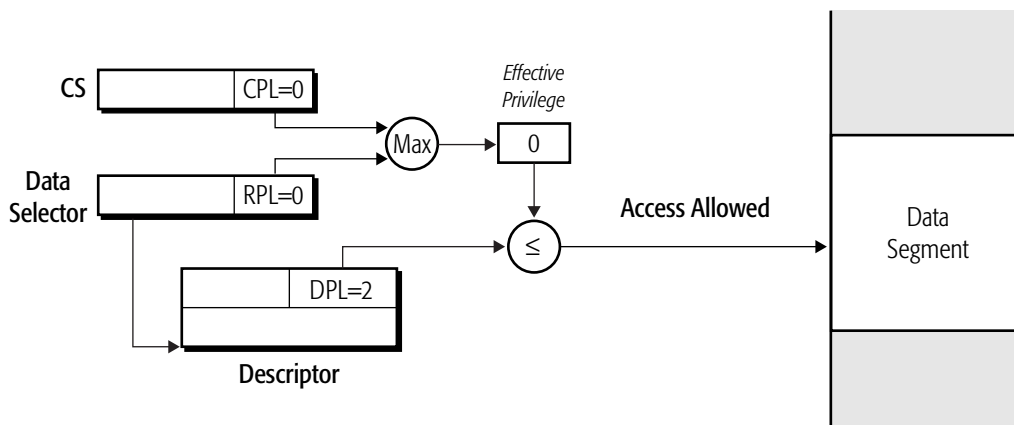 Effective
Privilege
CS
CPL=0
Max
0
Data
Selector
RPL=0
Access Allowed
Data
Segment
≤
DPL=2
Descriptor